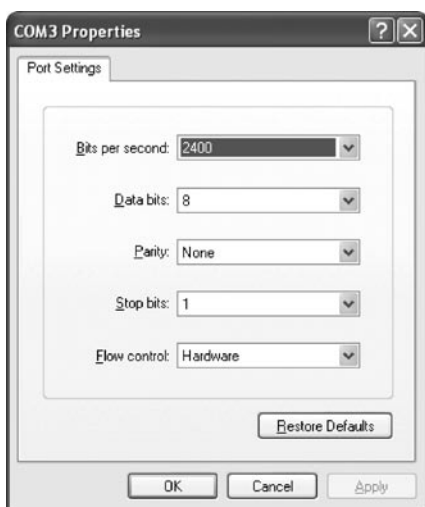 COM3 Properties
Port Settings
Bits per second: 2400
Data bits: 8
Parity: None
Stop bits: 1
Flow control: Hardware
Restore Defaults
OK Cancel Apply